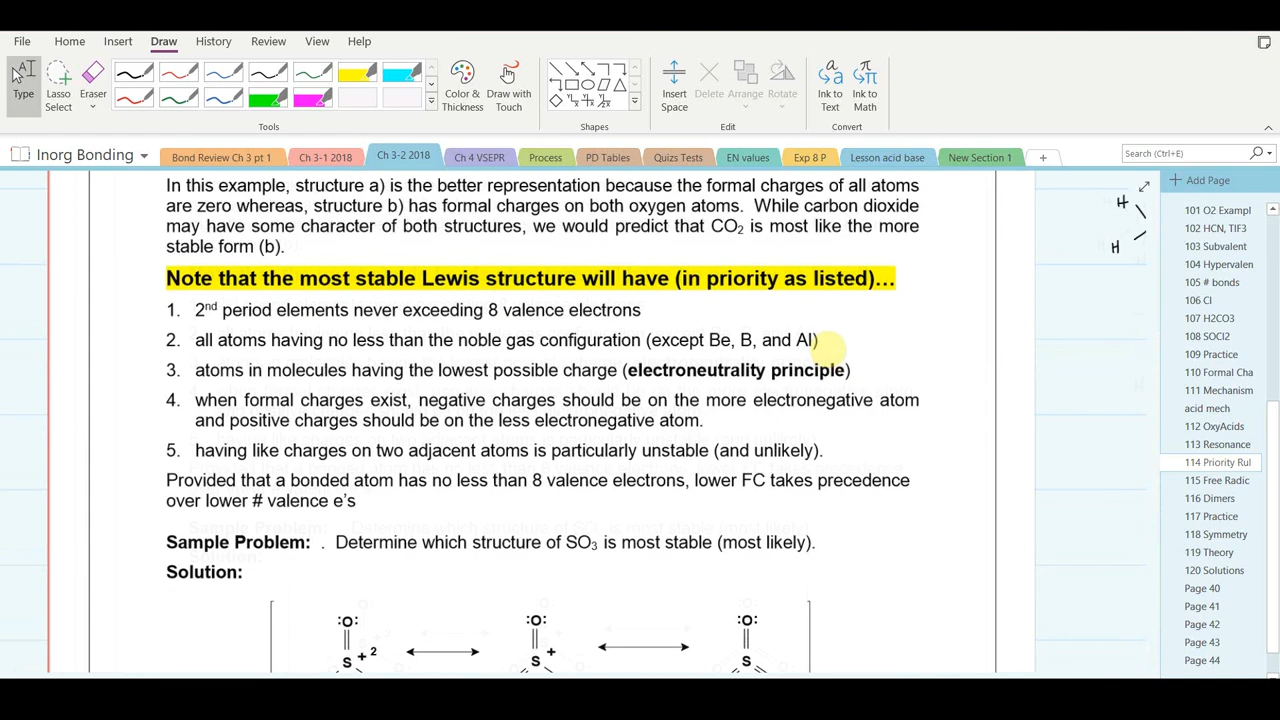 File Home Insert Draw History Review View Help
Type
Lasso Select
Eraser
Color & Thickness
Draw with Touch
Insert Space
Delete
Arrange
Rotate
Ink to Text
Ink to Math
Tools
Shapes
Edit
Convert
Inorg Bonding
Bond Review Ch 3 pt 1
Ch 3-1 2018
Ch 3-2 2018
Ch 4 VSEPR
Process
PD Tables
Quizs Tests
EN values
Exp 8 P
Lesson acid base
New Section 1
Search (Ctrl+E)
In this example, structure a) is the better representation because the formal charges of all atoms
are zero whereas, structure b) has formal charges on both oxygen atoms. While carbon dioxide
may have some character of both structures, we would predict that CO₂ is most like the more
stable form (b).
Note that the most stable Lewis structure will have (in priority as listed)...
1. 2nd period elements never exceeding 8 valence electrons
2. all atoms having no less than the noble gas configuration (except Be, B, and Al)
3. atoms in molecules having the lowest possible charge (electroneutrality principle)
4. when formal charges exist, negative charges should be on the more electronegative atom
and positive charges should be on the less electronegative atom.
5. having like charges on two adjacent atoms is particularly unstable (and unlikely).
Provided that a bonded atom has no less than 8 valence electrons, lower FC takes precedence
over lower # valence e's
Sample Problem: . Determine which structure of SO₃ is most stable (most likely).
Solution:
:O: :O: :O:
S +2 S + S
H
H
Add Page
101 O2 Exampl
102 HCN, TIF3
103 Subvalent
104 Hypervalen
105 # bonds
106 Cl
107 H2CO3
108 SOCl2
109 Practice
110 Formal Cha
111 Mechanism
acid mech
112 OxyAcids
113 Resonance
114 Priority Rul
115 Free Radic
116 Dimers
117 Practice
118 Symmetry
119 Theory
120 Solutions
Page 40
Page 41
Page 42
Page 43
Page 44